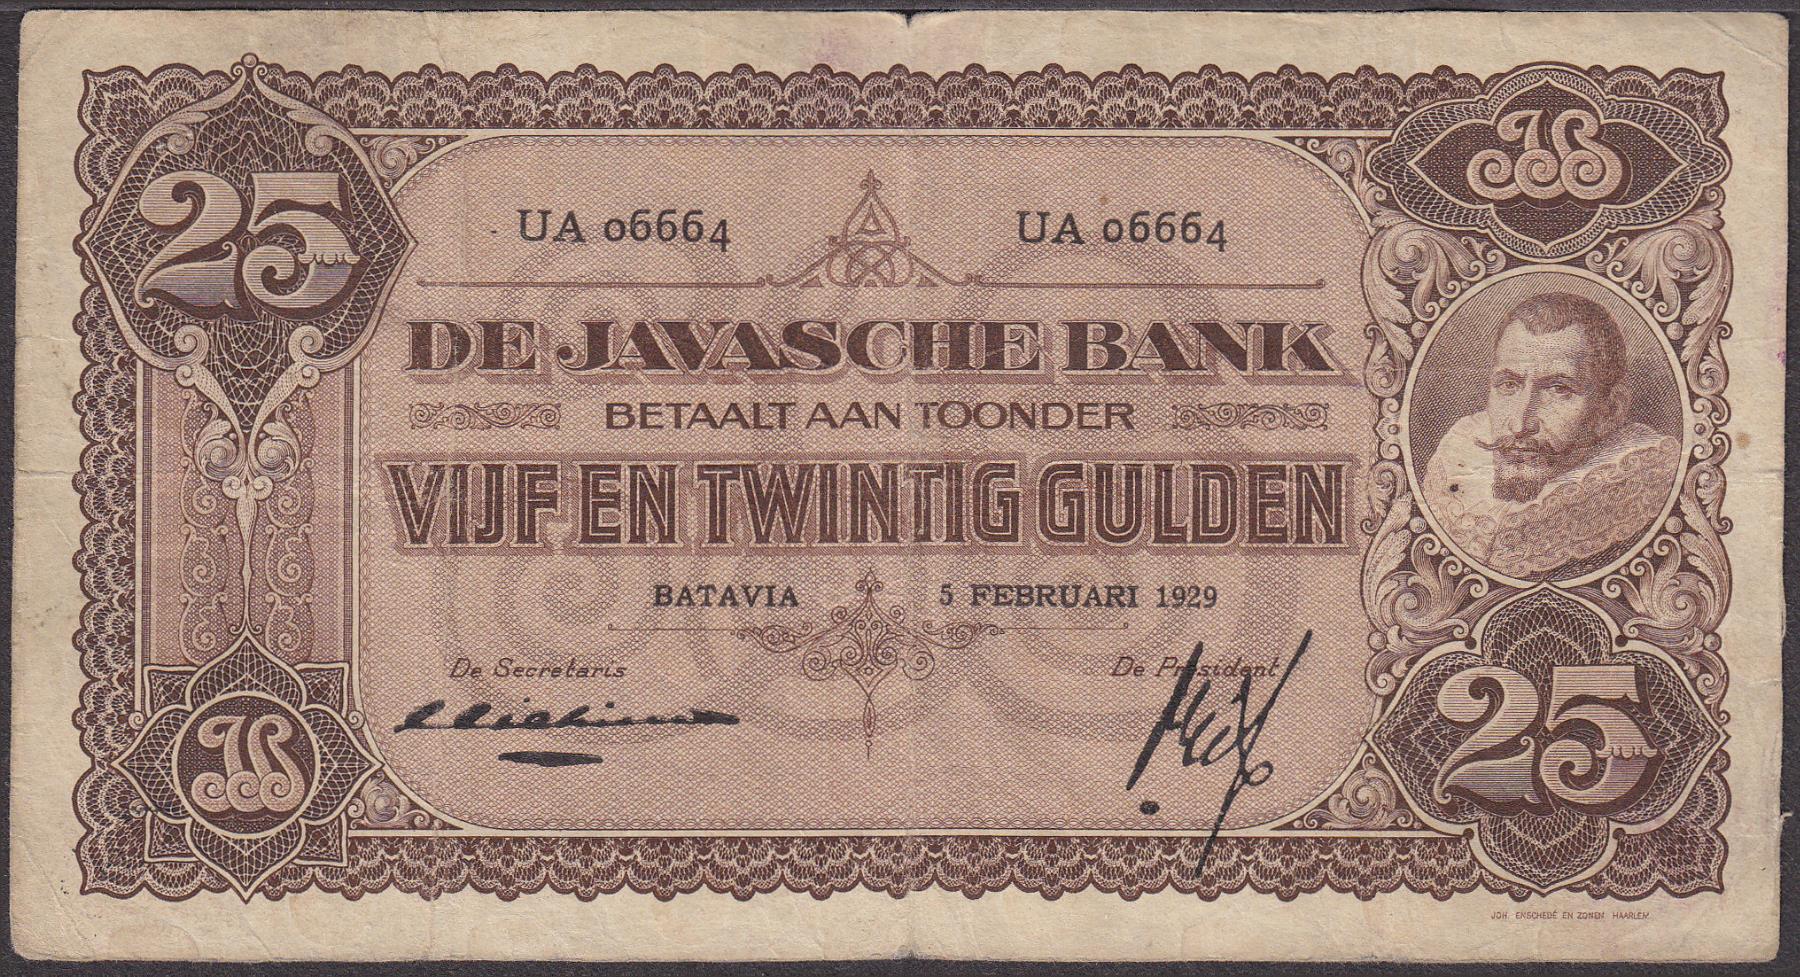 25
JB
UA 06664 UA 06664
DE JAVASCHE BANK
BETAALT AAN TOONDER
VIJF EN TWINTIG GULDEN
BATAVIA 5 FEBRUARI 1929
De Secretaris De President
JB
25
JOH. ENSCHEDÉ EN ZONEN HAARLEM